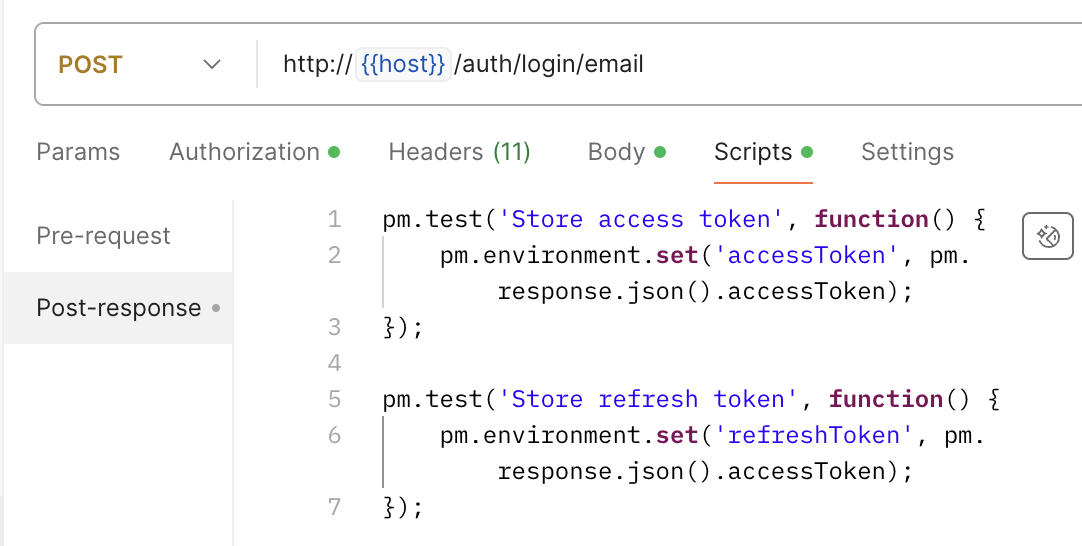 POST http://{{host}}/auth/login/email
Params Authorization Headers (11) Body Scripts Settings
Pre-request
Post-response
1 pm.test('Store access token', function() {
2 pm.environment.set('accessToken', pm.
response.json().accessToken);
3 });
4
5 pm.test('Store refresh token', function() {
6 pm.environment.set('refreshToken', pm.
response.json().accessToken);
7 });